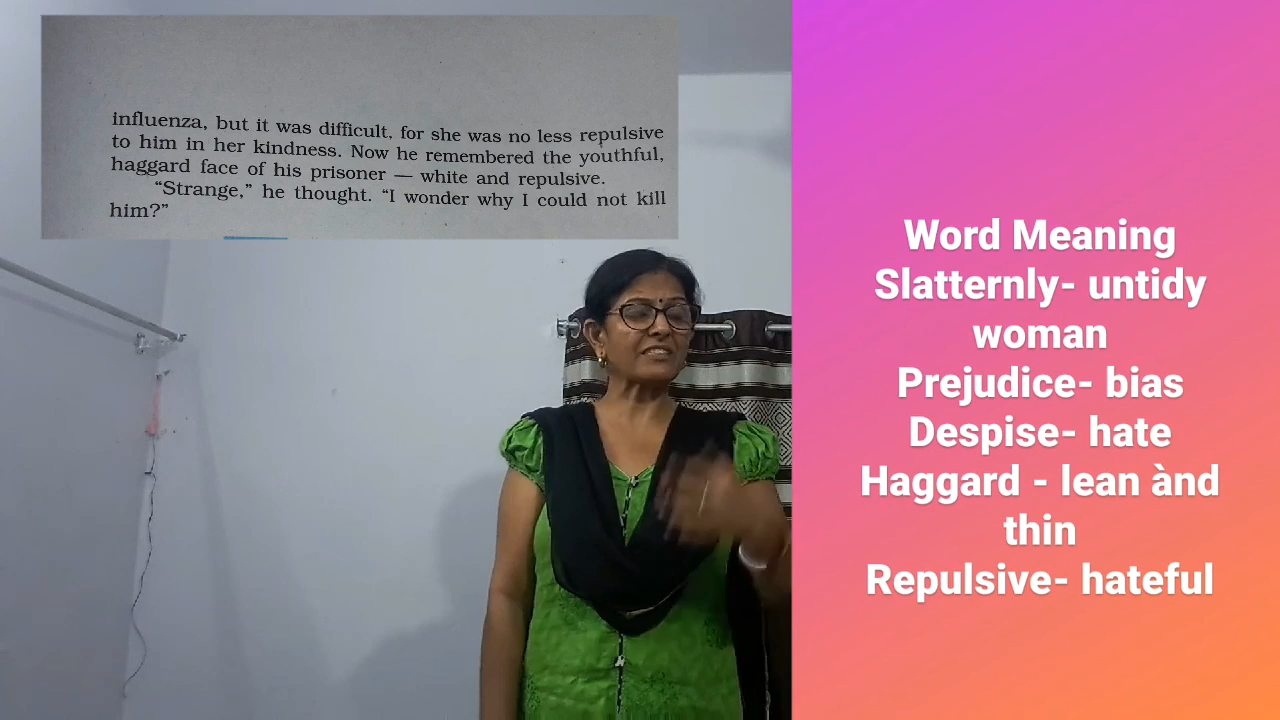 influenza, but it was difficult, for she was no less repulsive
to him in her kindness. Now he remembered the youthful,
haggard face of his prisoner — white and repulsive.
“Strange,” he thought. “I wonder why I could not kill
him?”
Word Meaning
Slatternly- untidy
woman
Prejudice- bias
Despise- hate
Haggard - lean ànd
thin
Repulsive- hateful